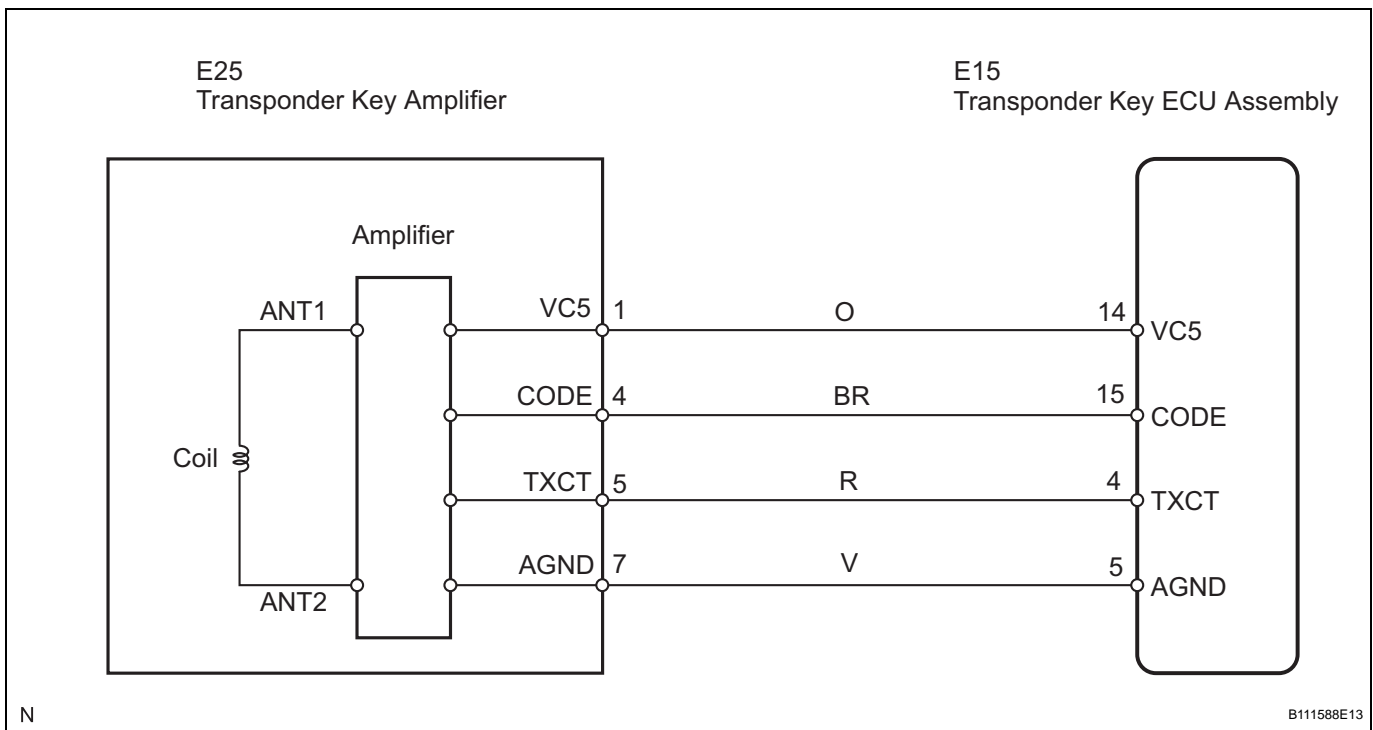 E25
Transponder Key Amplifier
E15
Transponder Key ECU Assembly
Amplifier
ANT1
VC5 1
O
14 VC5
CODE 4
BR
15 CODE
Coil
TXCT 5
R
4 TXCT
AGND 7
V
5 AGND
ANT2
N
B111588E13